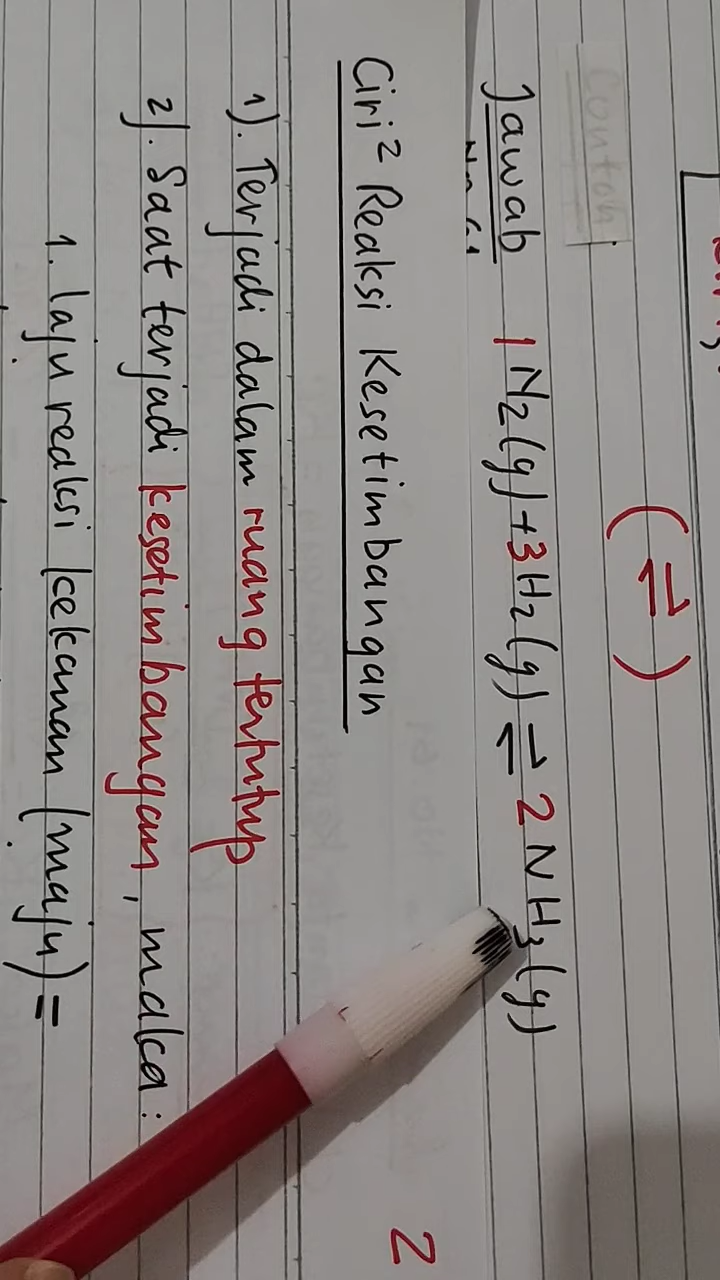 (⇌)
Contoh:
Jawab 1N₂(g) + 3H₂(g) ⇌ 2NH₃(g)
Ciri² Reaksi Kesetimbangan
2
1). Terjadi dalam ruang tertutup
2). Saat terjadi kesetimbangan, maka:
1. laju reaksi kekanan (maju) =